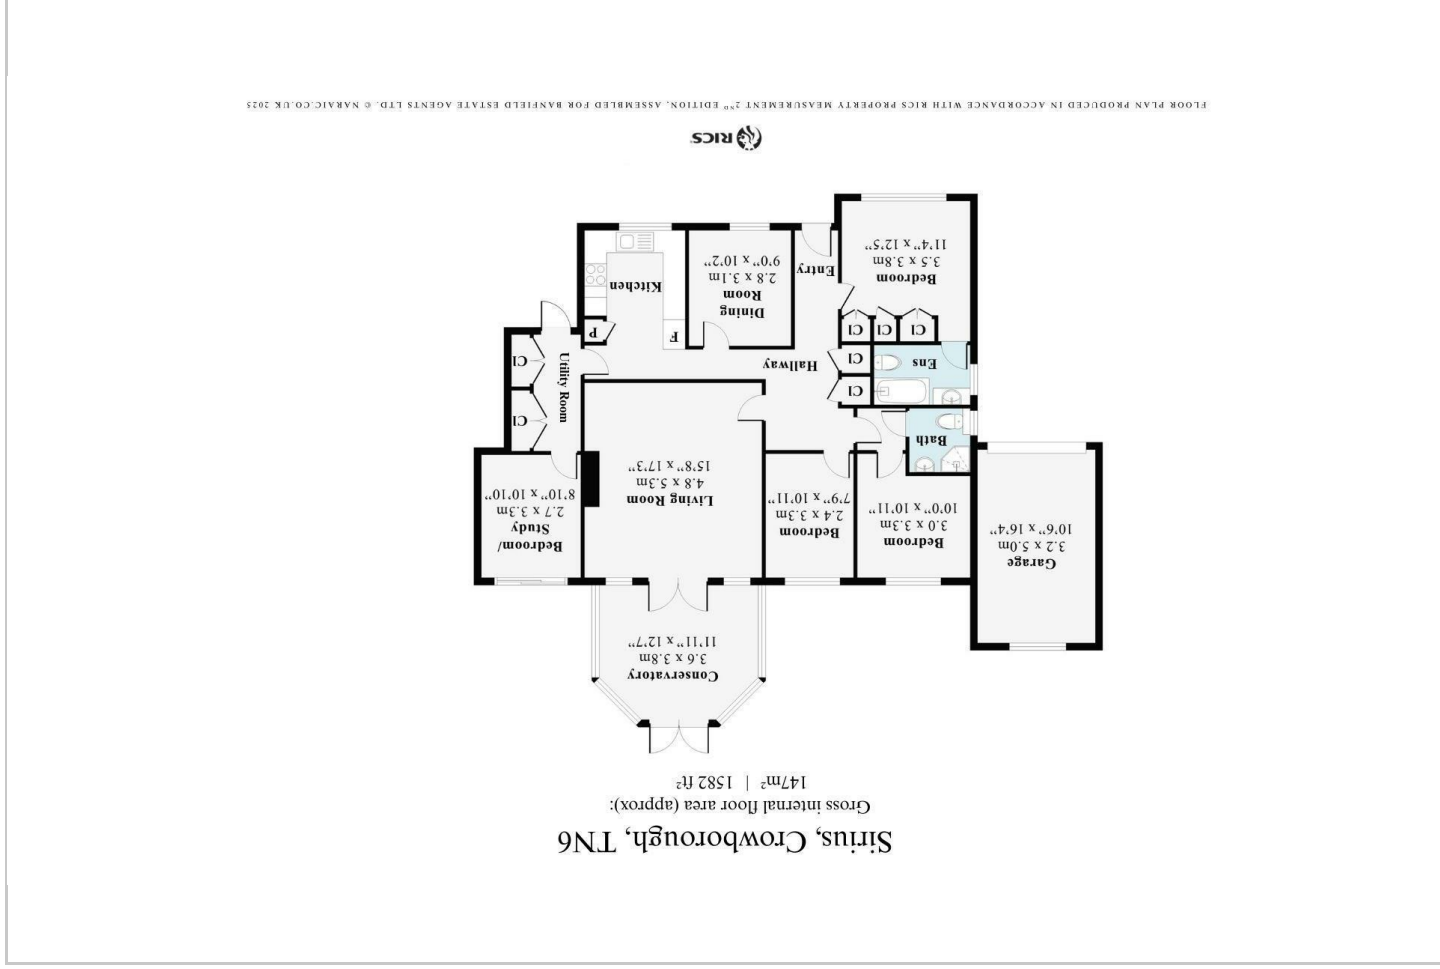 Sirius, Crowborough, TN6
Gross internal floor area (approx):
147m² | 1582 ft²
Conservatory
3.6 x 3.8m
11'11" x 12'7"
Garage
3.2 x 5.0m
10'6" x 16'4"
Bedroom
3.0 x 3.3m
10'0" x 10'11"
Bedroom
2.4 x 3.3m
7'9" x 10'11"
Living Room
4.8 x 5.3m
15'8" x 17'3"
Bedroom/
Study
2.7 x 3.3m
8'10" x 10'10"
Bath
Cl
Cl
Utility Room
Cl
Cl
Hallway
Ens
Cl
Cl
Cl
F
P
Dining
Room
2.8 x 3.1m
9'0" x 10'2"
Kitchen
Entry
Bedroom
3.5 x 3.8m
11'4" x 12'5"
RICS
FLOOR PLAN PRODUCED IN ACCORDANCE WITH RICS PROPERTY MEASUREMENT 2ND EDITION. ASSEMBLED FOR BANFIELD ESTATE AGENTS LTD. © NARAIC.CO.UK 2025